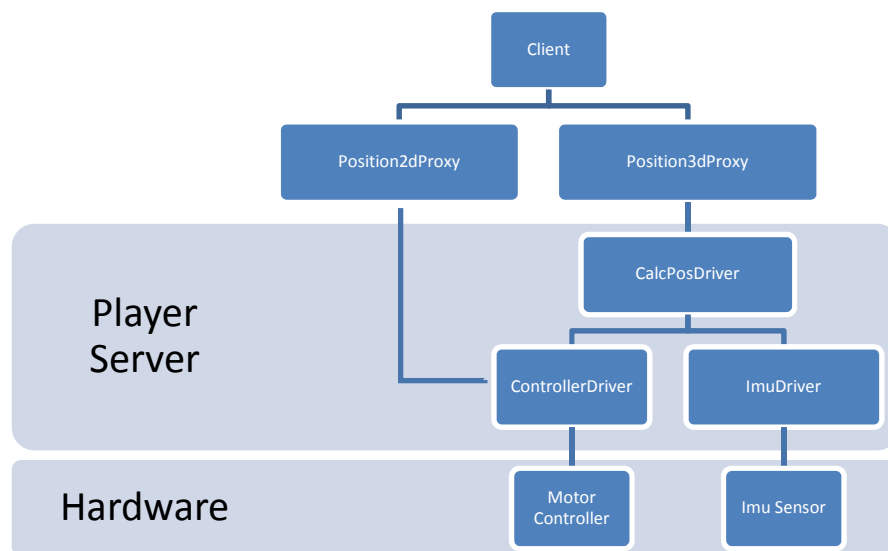 Client
Position2dProxy
Position3dProxy
CalcPosDriver
Player
Server
ControllerDriver
ImuDriver
Hardware
Motor
Controller
Imu Sensor